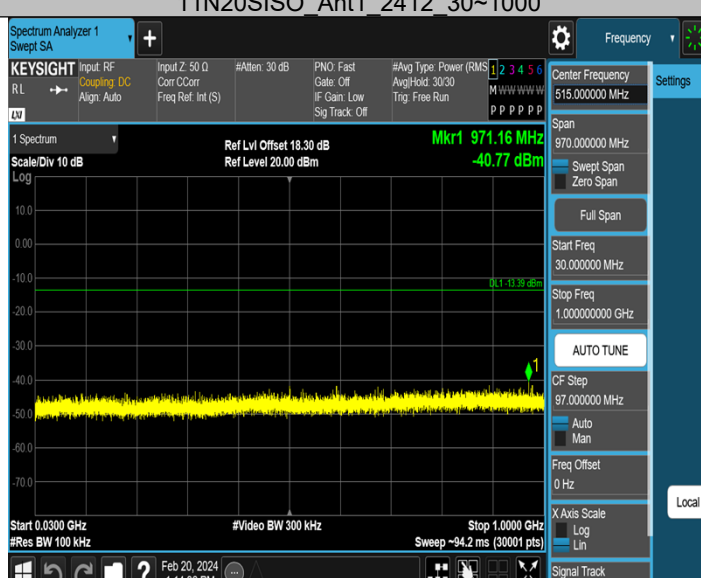 11N20SISO_Ant1_2412_30~1000
Spectrum Analyzer 1
Swept SA
Frequency
KEYSIGHT
RL
Input: RF
Coupling: DC
Align: Auto
Input Z: 50 Ω
Corr CCorr
Freq Ref: Int (S)
#Atten: 30 dB
PNO: Fast
Gate: Off
IF Gain: Low
Sig Track: Off
#Avg Type: Power (RMS
Avg|Hold: 30/30
Trig: Free Run
1 2 3 4 5 6
M W W W W W
P P P P P P
LXI
1 Spectrum
Scale/Div 10 dB
Log
Ref Lvl Offset 18.30 dB
Ref Level 20.00 dBm
Mkr1 971.16 MHz
-40.77 dBm
10.0
0.00
-10.0
DL1 -13.39 dBm
-20.0
-30.0
1
-40.0
-50.0
-60.0
-70.0
Start 0.0300 GHz
#Res BW 100 kHz
#Video BW 300 kHz
Stop 1.0000 GHz
Sweep ~94.2 ms (30001 pts)
Feb 20, 2024
Center Frequency
515.000000 MHz
Span
970.000000 MHz
Swept Span
Zero Span
Full Span
Start Freq
30.000000 MHz
Stop Freq
1.000000000 GHz
AUTO TUNE
CF Step
97.000000 MHz
Auto
Man
Freq Offset
0 Hz
X Axis Scale
Log
Lin
Signal Track
Settings
Local